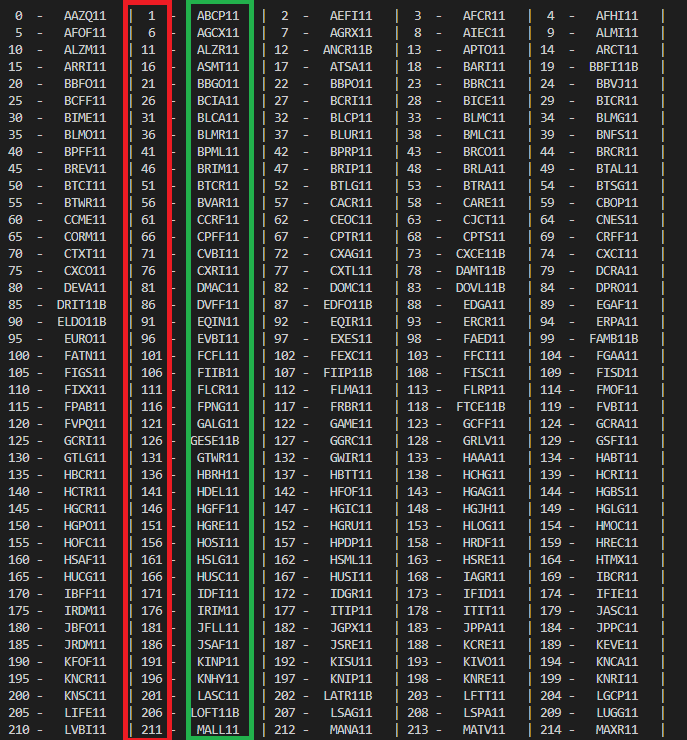 0 - AAZQ11 | 1 - ABCP11 | 2 - AEFI11 | 3 - AFCR11 | 4 - AFHI11 |
5 - AFOF11 | 6 - AGCX11 | 7 - AGRX11 | 8 - AIEC11 | 9 - ALMI11 |
10 - ALZM11 | 11 - ALZR11 | 12 - ANCR11B | 13 - APTO11 | 14 - ARCT11 |
15 - ARRI11 | 16 - ASMT11 | 17 - ATSA11 | 18 - BARI11 | 19 - BBFI11B |
20 - BBFO11 | 21 - BBGO11 | 22 - BBPO11 | 23 - BBRC11 | 24 - BBVJ11 |
25 - BCFF11 | 26 - BCIA11 | 27 - BCRI11 | 28 - BICE11 | 29 - BICR11 |
30 - BIME11 | 31 - BLCA11 | 32 - BLCP11 | 33 - BLMC11 | 34 - BLMG11 |
35 - BLMO11 | 36 - BLMR11 | 37 - BLUR11 | 38 - BMLC11 | 39 - BNFS11 |
40 - BPFF11 | 41 - BPML11 | 42 - BPRP11 | 43 - BRCO11 | 44 - BRCR11 |
45 - BREV11 | 46 - BRIM11 | 47 - BRIP11 | 48 - BRLA11 | 49 - BTAL11 |
50 - BTCI11 | 51 - BTCR11 | 52 - BTLG11 | 53 - BTRA11 | 54 - BTSG11 |
55 - BTWR11 | 56 - BVAR11 | 57 - CACR11 | 58 - CARE11 | 59 - CBOP11 |
60 - CCME11 | 61 - CCRF11 | 62 - CEOC11 | 63 - CJCT11 | 64 - CNES11 |
65 - CORM11 | 66 - CPFF11 | 67 - CPTR11 | 68 - CPTS11 | 69 - CRFF11 |
70 - CTXT11 | 71 - CVBI11 | 72 - CXAG11 | 73 - CXCE11B | 74 - CXCI11 |
75 - CXCO11 | 76 - CXRI11 | 77 - CXTL11 | 78 - DAMT11B | 79 - DCRA11 |
80 - DEVA11 | 81 - DMAC11 | 82 - DOMC11 | 83 - DOVL11B | 84 - DPRO11 |
85 - DRIT11B | 86 - DVFF11 | 87 - EDFO11B | 88 - EDGA11 | 89 - EGAF11 |
90 - ELDO11B | 91 - EQIN11 | 92 - EQIR11 | 93 - ERCR11 | 94 - ERPA11 |
95 - EURO11 | 96 - EVBI11 | 97 - EXES11 | 98 - FAED11 | 99 - FAMB11B |
100 - FATN11 | 101 - FCFL11 | 102 - FEXC11 | 103 - FFCI11 | 104 - FGAA11 |
105 - FIGS11 | 106 - FIIB11 | 107 - FIIP11B | 108 - FISC11 | 109 - FISD11 |
110 - FIXX11 | 111 - FLCR11 | 112 - FLMA11 | 113 - FLRP11 | 114 - FMOF11 |
115 - FPAB11 | 116 - FPNG11 | 117 - FRBR11 | 118 - FTCE11B | 119 - FVBI11 |
120 - FVPQ11 | 121 - GALG11 | 122 - GAME11 | 123 - GCFF11 | 124 - GCRA11 |
125 - GCRI11 | 126 - GESE11B | 127 - GGRC11 | 128 - GRLV11 | 129 - GSFI11 |
130 - GTLG11 | 131 - GTWR11 | 132 - GWIR11 | 133 - HAAA11 | 134 - HABT11 |
135 - HBCR11 | 136 - HBRH11 | 137 - HBTT11 | 138 - HCHG11 | 139 - HCRI11 |
140 - HCTR11 | 141 - HDEL11 | 142 - HFOF11 | 143 - HGAG11 | 144 - HGBS11 |
145 - HGCR11 | 146 - HGFF11 | 147 - HGIC11 | 148 - HGJH11 | 149 - HGLG11 |
150 - HGPO11 | 151 - HGRE11 | 152 - HGRU11 | 153 - HLOG11 | 154 - HMOC11 |
155 - HOFC11 | 156 - HOSI11 | 157 - HPDP11 | 158 - HRDF11 | 159 - HREC11 |
160 - HSAF11 | 161 - HSLG11 | 162 - HSML11 | 163 - HSRE11 | 164 - HTMX11 |
165 - HUCG11 | 166 - HUSC11 | 167 - HUSI11 | 168 - IAGR11 | 169 - IBCR11 |
170 - IBFF11 | 171 - IDFI11 | 172 - IDGR11 | 173 - IFID11 | 174 - IFIE11 |
175 - IRDM11 | 176 - IRIM11 | 177 - ITIP11 | 178 - ITIT11 | 179 - JASC11 |
180 - JBFO11 | 181 - JFLL11 | 182 - JGPX11 | 183 - JPPA11 | 184 - JPPC11 |
185 - JRDM11 | 186 - JSAF11 | 187 - JSRE11 | 188 - KCRE11 | 189 - KEVE11 |
190 - KFOF11 | 191 - KINP11 | 192 - KISU11 | 193 - KIVO11 | 194 - KNCA11 |
195 - KNCR11 | 196 - KNHY11 | 197 - KNIP11 | 198 - KNRE11 | 199 - KNRI11 |
200 - KNSC11 | 201 - LASC11 | 202 - LATR11B | 203 - LFTT11 | 204 - LGCP11 |
205 - LIFE11 | 206 - LOFT11B | 207 - LSAG11 | 208 - LSPA11 | 209 - LUGG11 |
210 - LVBI11 | 211 - MALL11 | 212 - MANA11 | 213 - MATV11 | 214 - MAXR11 |